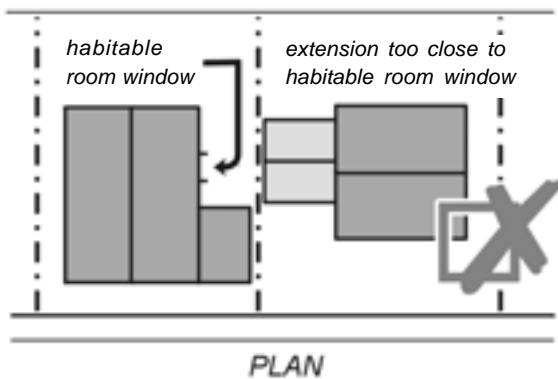 habitable
room window
extension too close to
habitable room window
PLAN